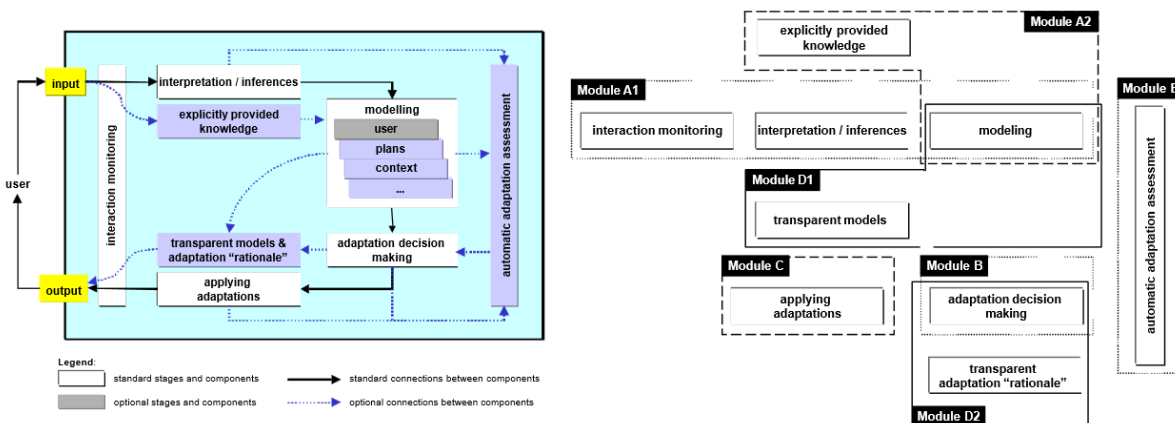 input
interpretation / inferences
explicitly provided
knowledge
modelling
user
plans
context
...
interaction monitoring
automatic adaptation assessment
user
transparent models &
adaptation “rationale”
adaptation decision
making
applying
adaptations
output
Legend:
standard stages and components
standard connections between components
optional stages and components
optional connections between components
Module A2
explicitly provided
knowledge
Module A1
interaction monitoring
interpretation / inferences
modeling
Module D1
transparent models
Module C
applying
adaptations
Module B
adaptation decision
making
transparent
adaptation “rationale”
Module D2
Module
automatic adaptation assessment